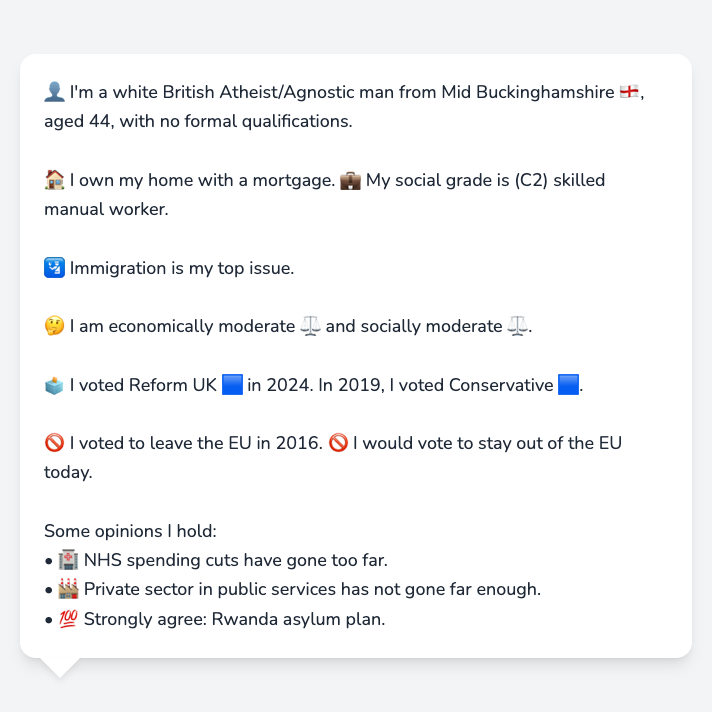 👤 I'm a white British Atheist/Agnostic man from Mid Buckinghamshire 🏴󠁧󠁢󠁥󠁮󠁧󠁿,
aged 44, with no formal qualifications.
🏠 I own my home with a mortgage. 💼 My social grade is (C2) skilled
manual worker.
🛂 Immigration is my top issue.
🤔 I am economically moderate ⚖️ and socially moderate ⚖️.
🗳️ I voted Reform UK 🟦 in 2024. In 2019, I voted Conservative 🟦.
🚫 I voted to leave the EU in 2016. 🚫 I would vote to stay out of the EU
today.
Some opinions I hold:
• 🏥 NHS spending cuts have gone too far.
• 🏭 Private sector in public services has not gone far enough.
• 💯 Strongly agree: Rwanda asylum plan.